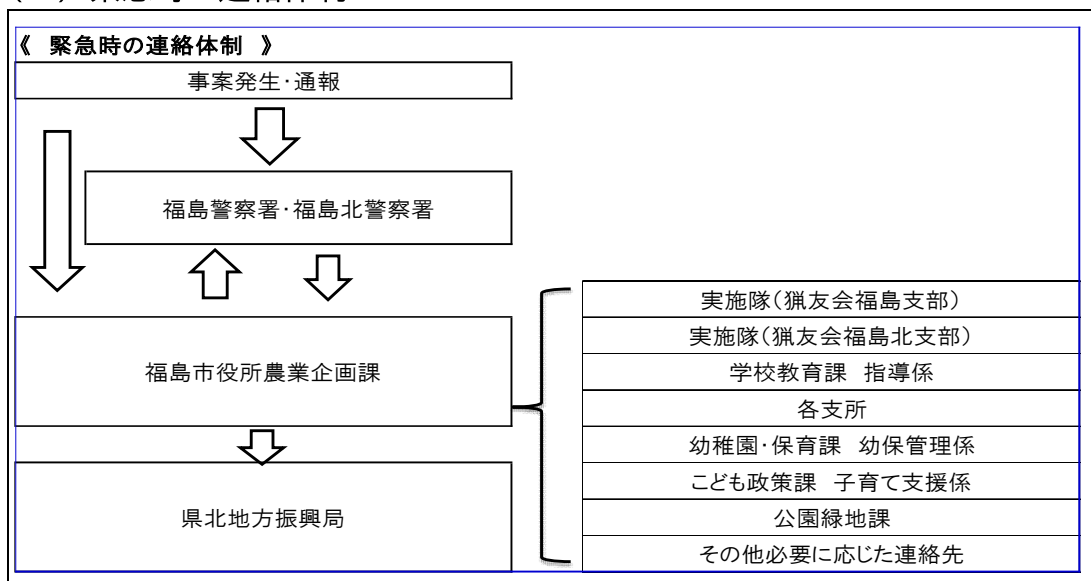 《 緊急時の連絡体制 》
事案発生・通報
福島警察署・福島北警察署
福島市役所農業企画課
県北地方振興局
実施隊（猟友会福島支部）
実施隊（猟友会福島北支部）
学校教育課 指導係
各支所
幼稚園・保育課 幼保管理係
こども政策課 子育て支援係
公園緑地課
その他必要に応じた連絡先